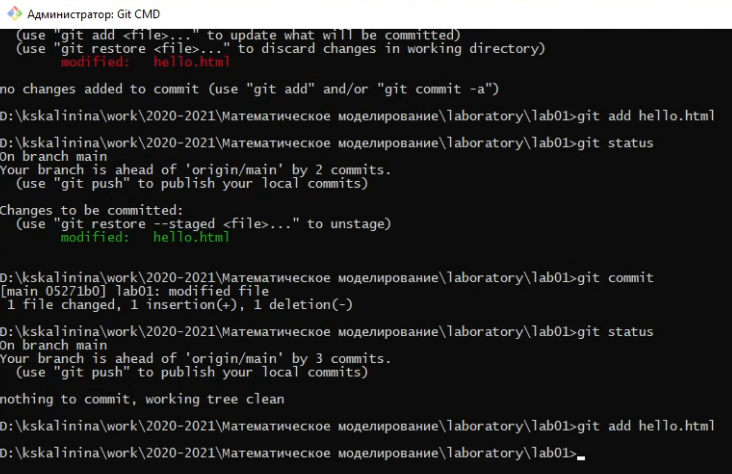 Администратор: Git CMD
(use "git add <file>..." to update what will be committed)
(use "git restore <file>..." to discard changes in working directory)
modified:   hello.html
no changes added to commit (use "git add" and/or "git commit -a")
D:\kskalinina\work\2020-2021\Математическое моделирование\laboratory\lab01>git add hello.html
D:\kskalinina\work\2020-2021\Математическое моделирование\laboratory\lab01>git status
On branch main
Your branch is ahead of 'origin/main' by 2 commits.
(use "git push" to publish your local commits)
Changes to be committed:
(use "git restore --staged <file>..." to unstage)
modified:   hello.html
D:\kskalinina\work\2020-2021\Математическое моделирование\laboratory\lab01>git commit
[main 05271b0] lab01: modified file
1 file changed, 1 insertion(+), 1 deletion(-)
D:\kskalinina\work\2020-2021\Математическое моделирование\laboratory\lab01>git status
On branch main
Your branch is ahead of 'origin/main' by 3 commits.
(use "git push" to publish your local commits)
nothing to commit, working tree clean
D:\kskalinina\work\2020-2021\Математическое моделирование\laboratory\lab01>git add hello.html
D:\kskalinina\work\2020-2021\Математическое моделирование\laboratory\lab01>